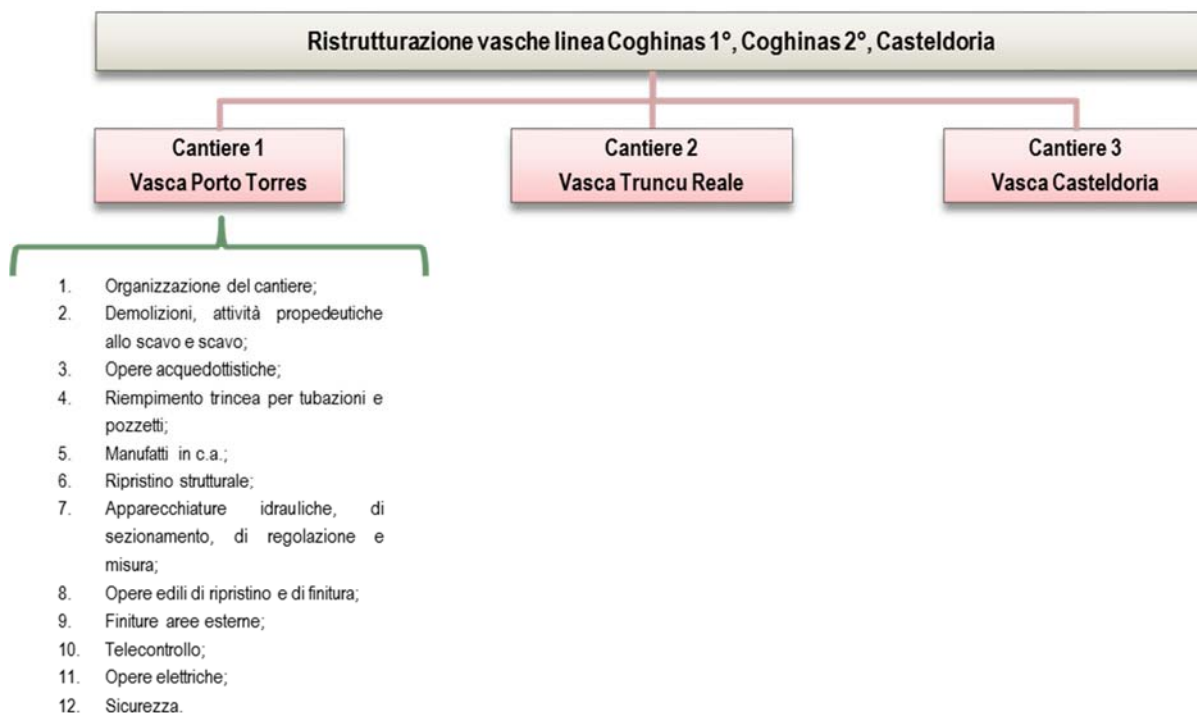 Ristrutturazione vasche linea Coghinas 1°, Coghinas 2°, Casteldoria
Cantiere 1
Vasca Porto Torres
Cantiere 2
Vasca Truncu Reale
Cantiere 3
Vasca Casteldoria
1. Organizzazione del cantiere;
2. Demolizioni, attività propedeutiche
allo scavo e scavo;
3. Opere acquedottistiche;
4. Riempimento trincea per tubazioni e
pozzetti;
5. Manufatti in c.a.;
6. Ripristino strutturale;
7. Apparecchiature idrauliche, di
sezionamento, di regolazione e
misura;
8. Opere edili di ripristino e di finitura;
9. Finiture aree esterne;
10. Telecontrollo;
11. Opere elettriche;
12. Sicurezza.